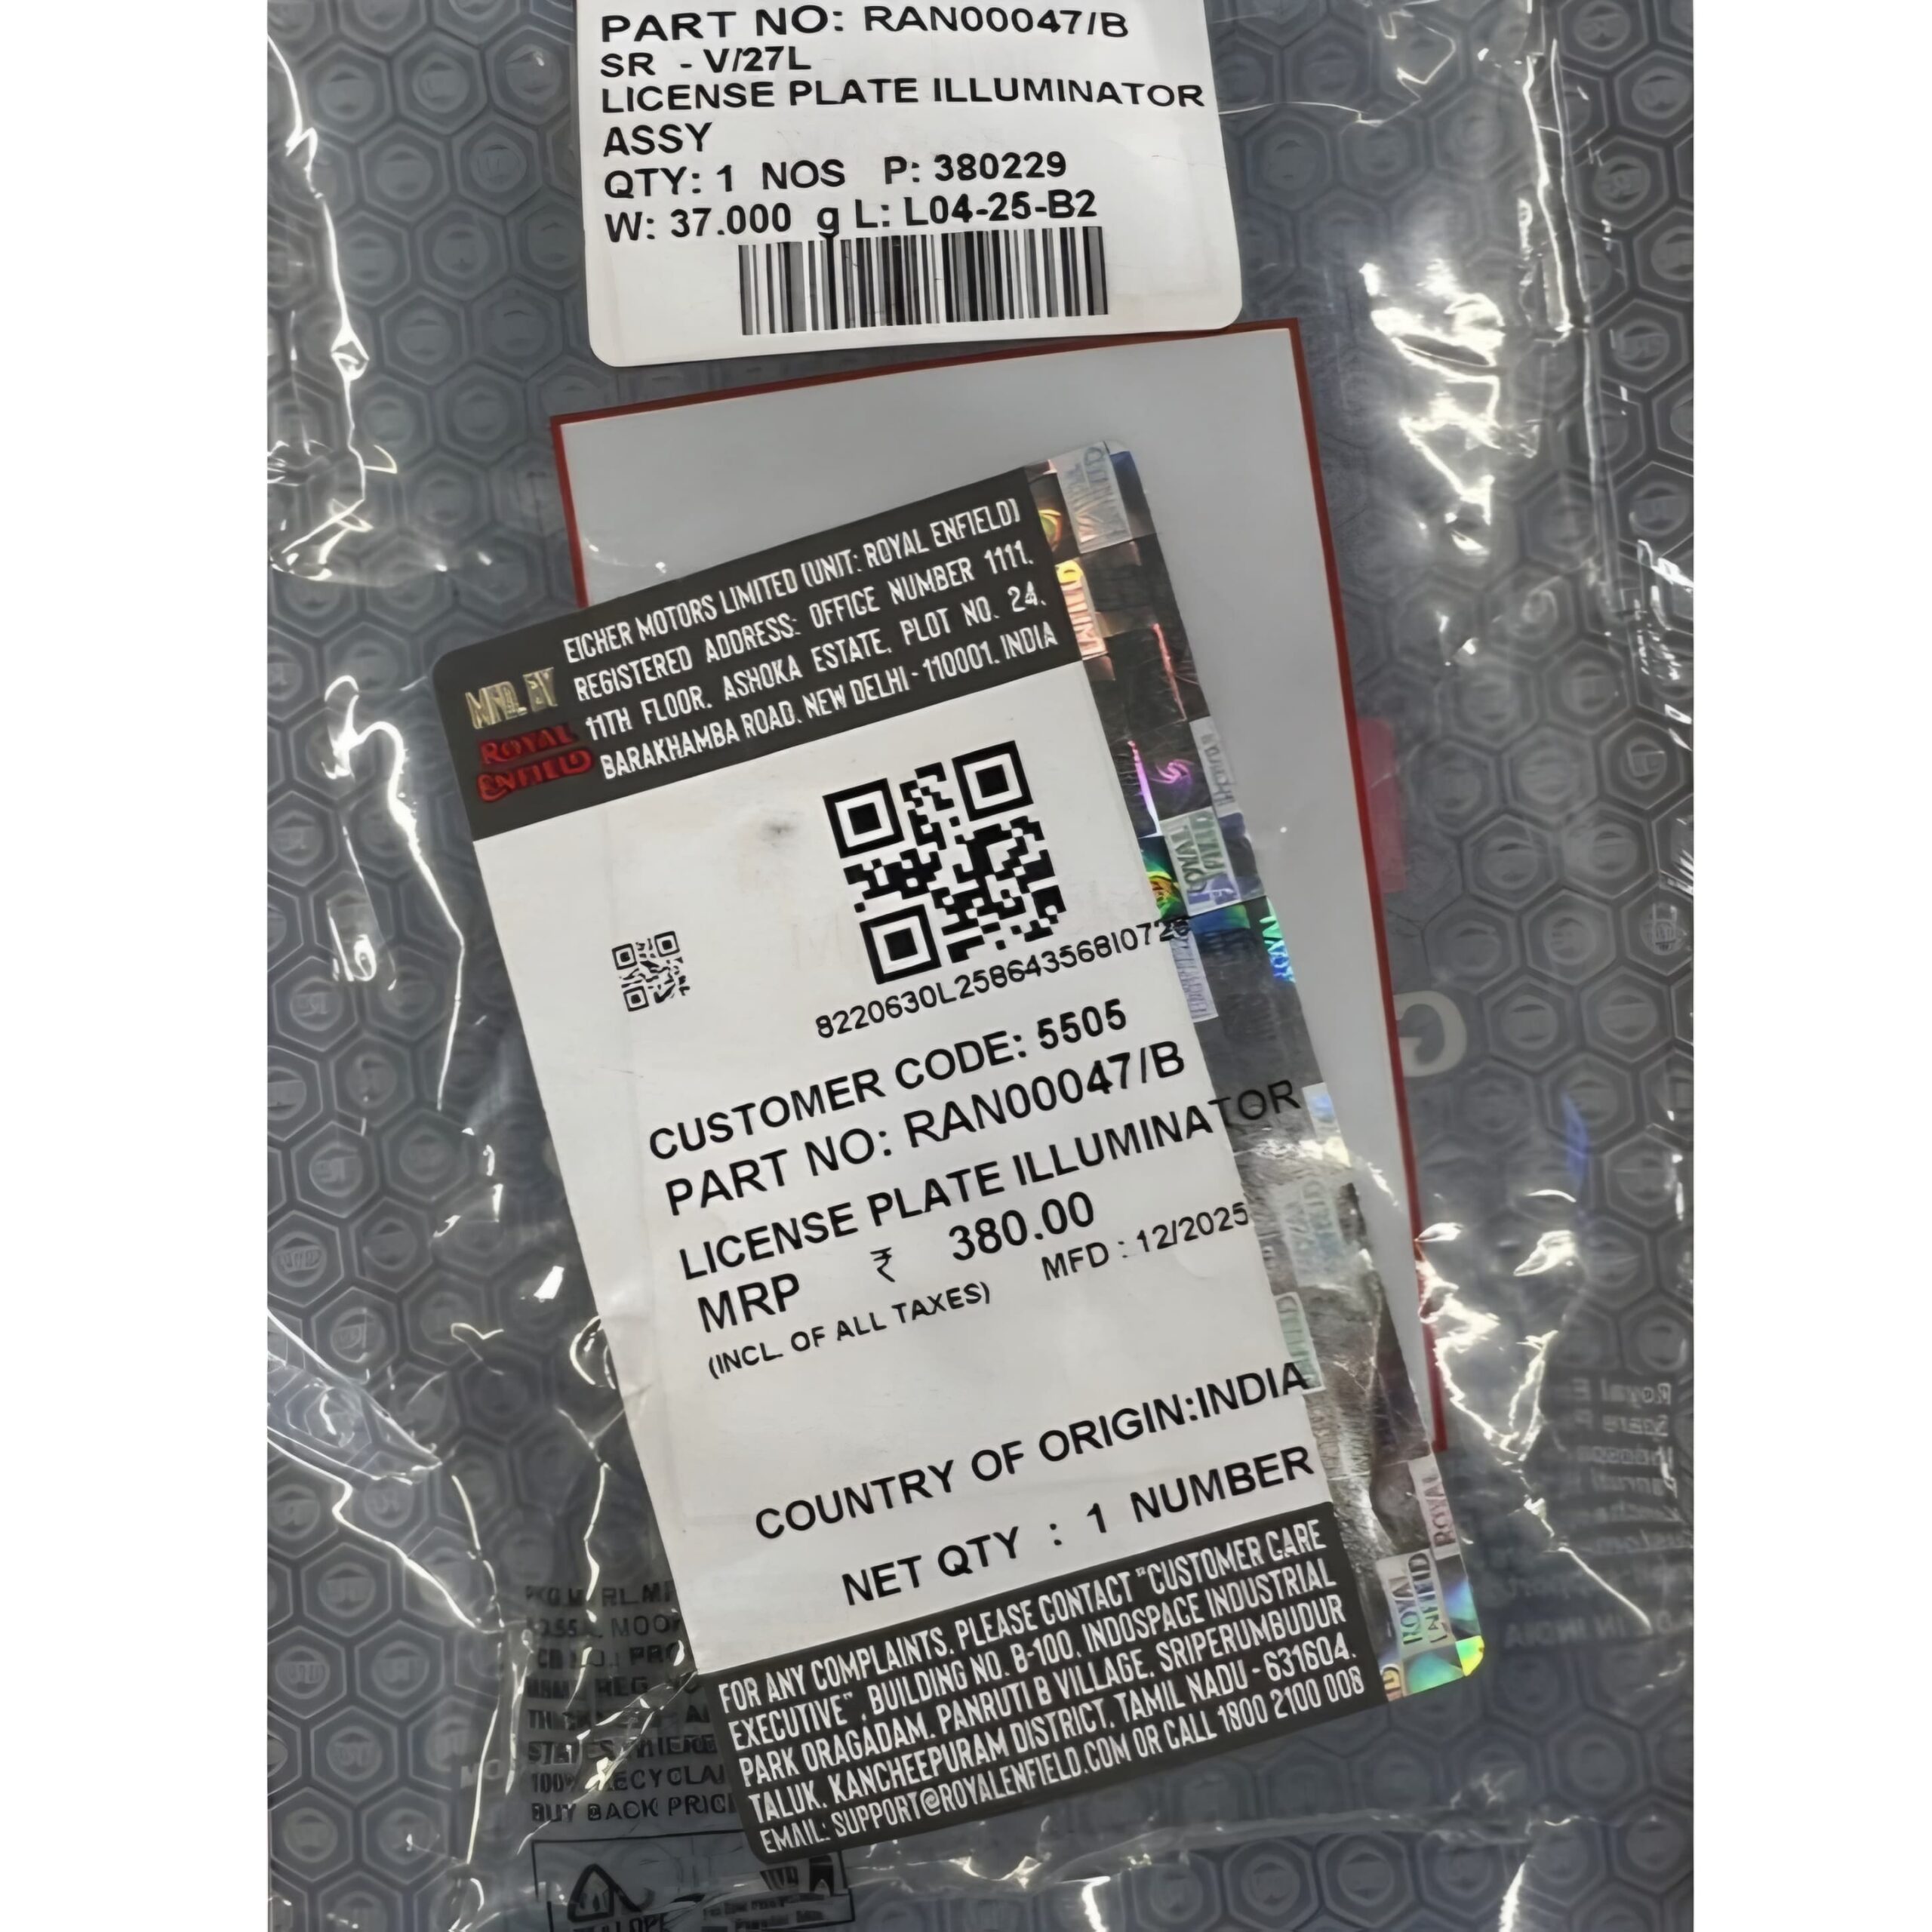 PART NO: RAN00047/B
SR - V/27L
LICENSE PLATE ILLUMINATOR
ASSY
QTY: 1 NOS P: 380229
W: 37.000 g L: L04-25-B2
MFD. BY
ROYAL
ENFIELD
EICHER MOTORS LIMITED (UNIT: ROYAL ENFIELD)
REGISTERED ADDRESS: OFFICE NUMBER 1111,
11TH FLOOR, ASHOKA ESTATE, PLOT NO. 24,
BARAKHAMBA ROAD, NEW DELHI - 110001, INDIA
CUSTOMER CODE: 5505
PART NO: RAN00047/B
LICENSE PLATE ILLUMINATOR
MRP ₹ 380.00
(INCL. OF ALL TAXES) MFD : 12/2025
COUNTRY OF ORIGIN:INDIA
NET QTY : 1 NUMBER
FOR ANY COMPLAINTS, PLEASE CONTACT "CUSTOMER CARE
EXECUTIVE", BUILDING NO. B-100, INDOSPACE INDUSTRIAL
PARK ORAGADAM, PANRUTI B VILLAGE, SRIPERUMBUDUR
TALUK, KANCHEEPURAM DISTRICT, TAMIL NADU - 631604.
EMAIL: SUPPORT@ROYALENFIELD.COM OR CALL 1800 2100 008
ROYAL
ENFIELD
BUY BACK PRICE